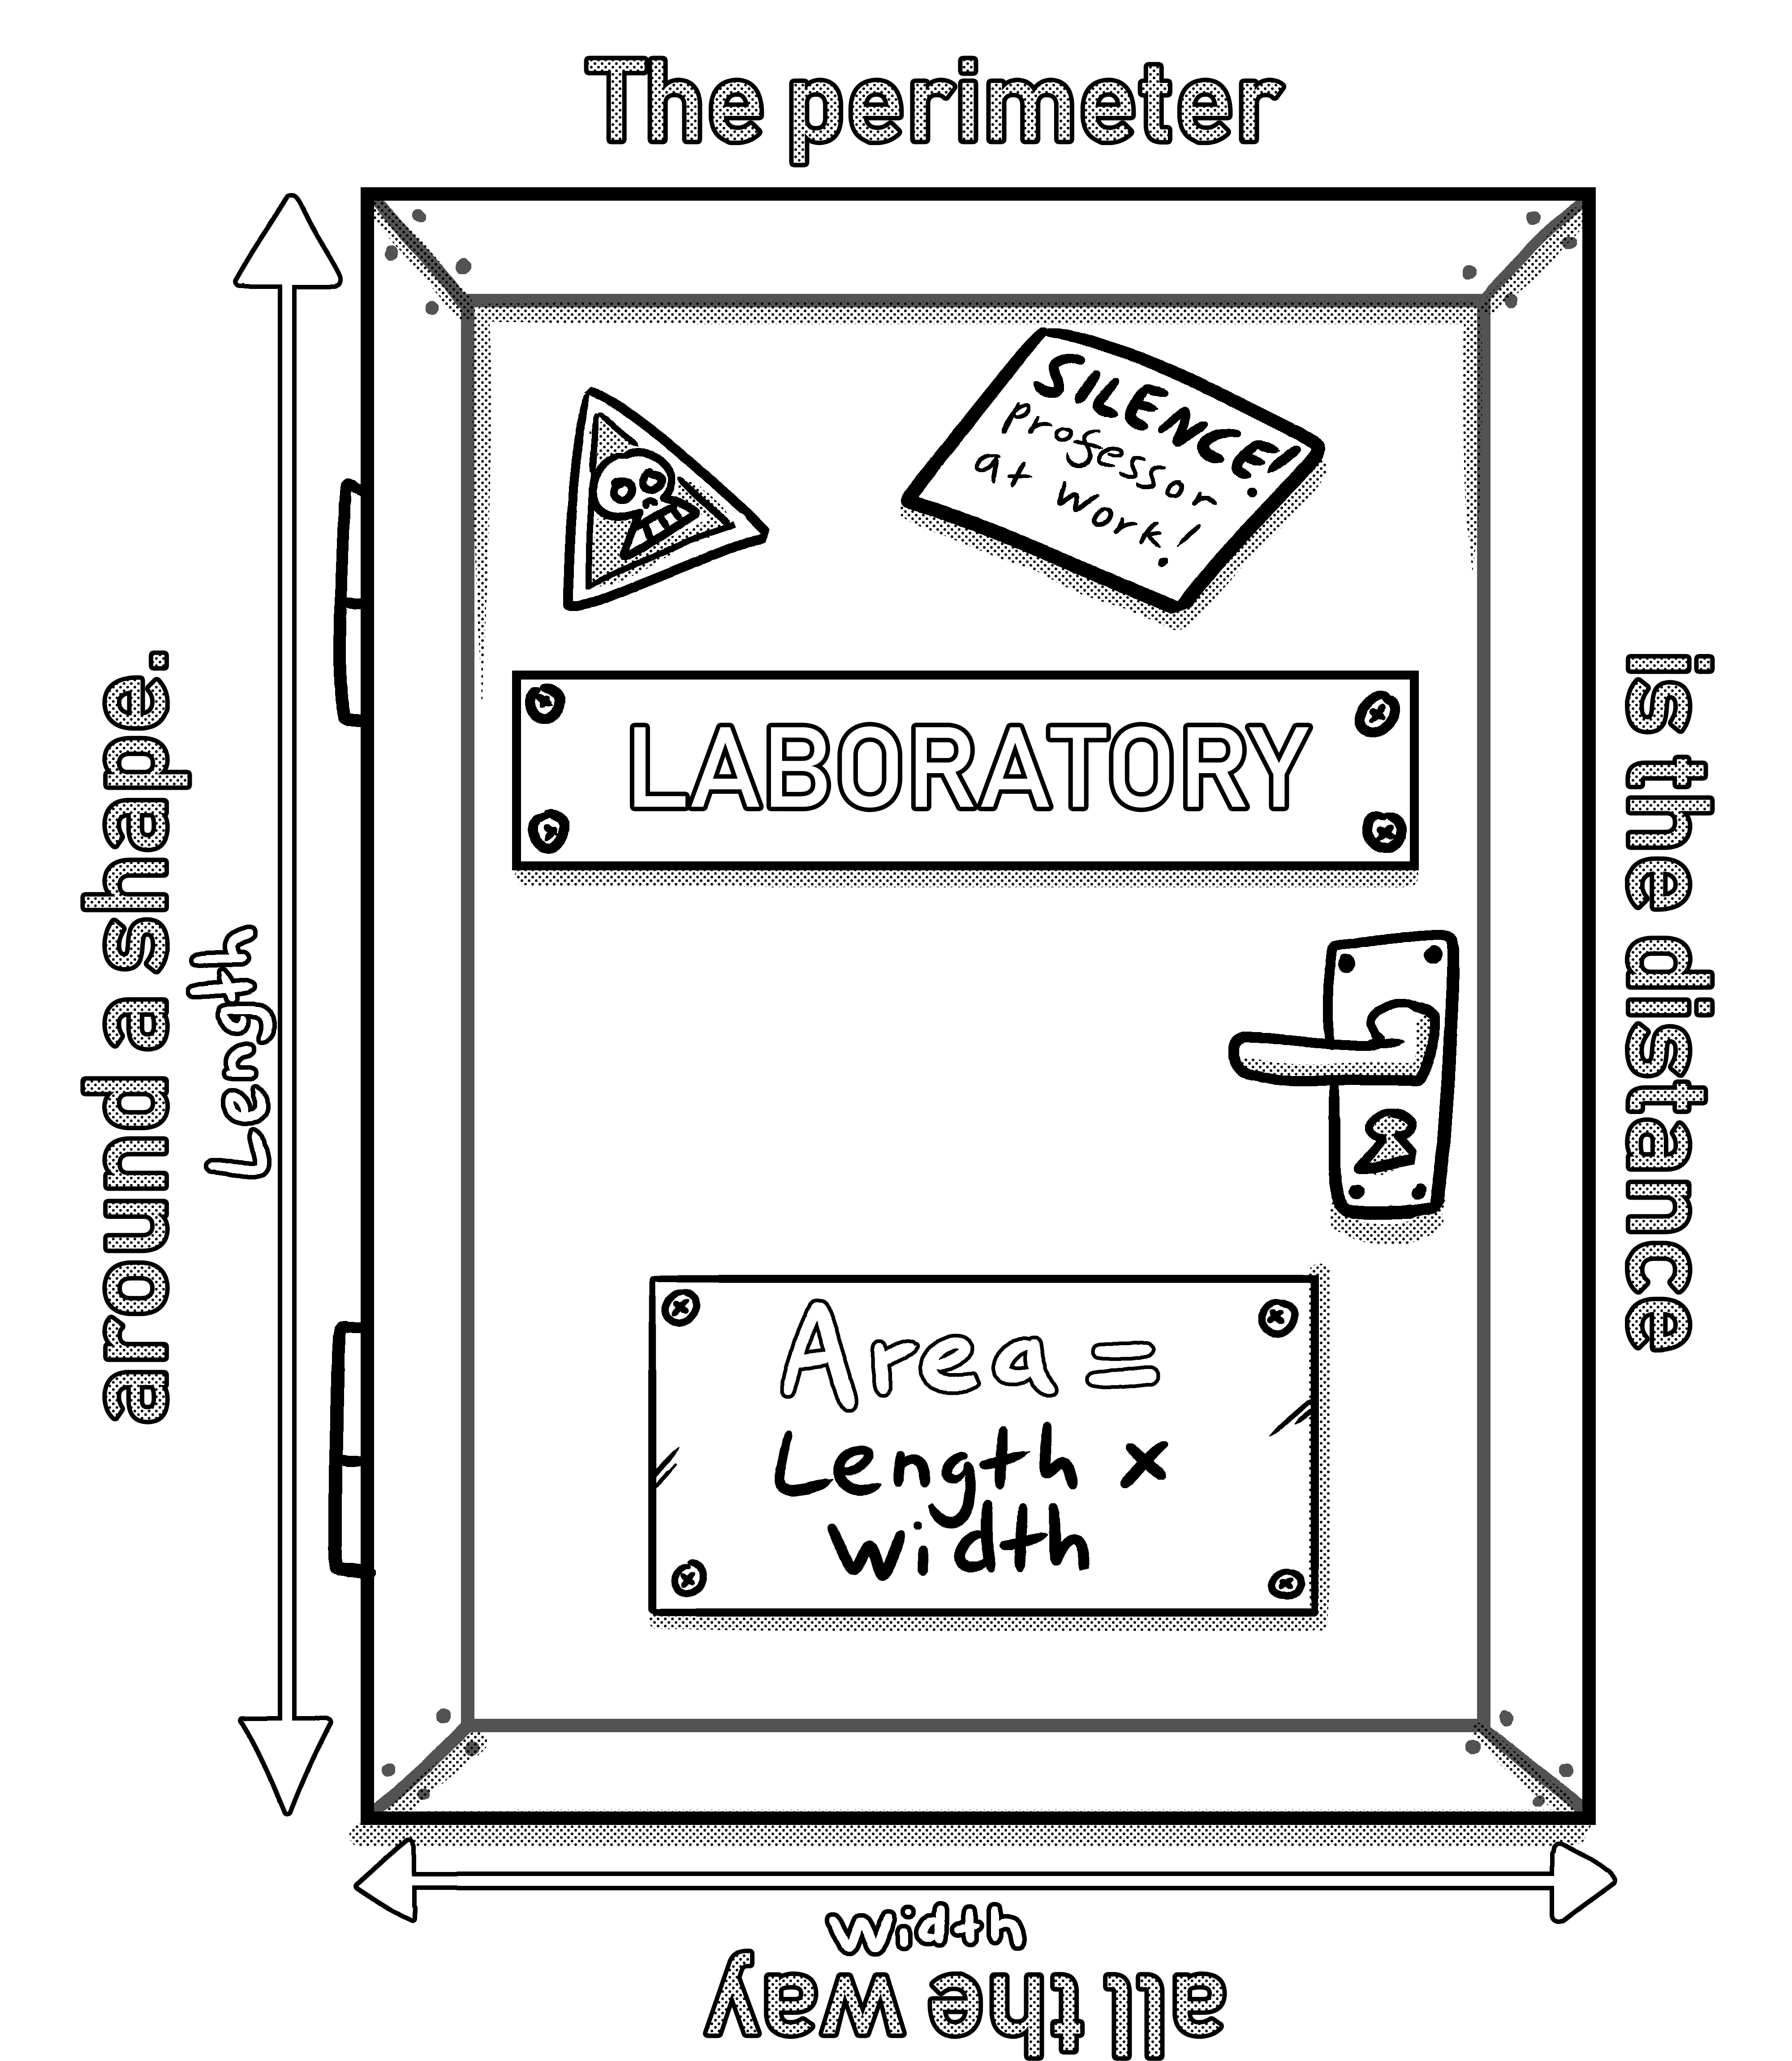 The perimeter
is the distance
all the way
around a shape.
Length
SILENCE!
professor
at work!
LABORATORY
Area =
Length x
width
width